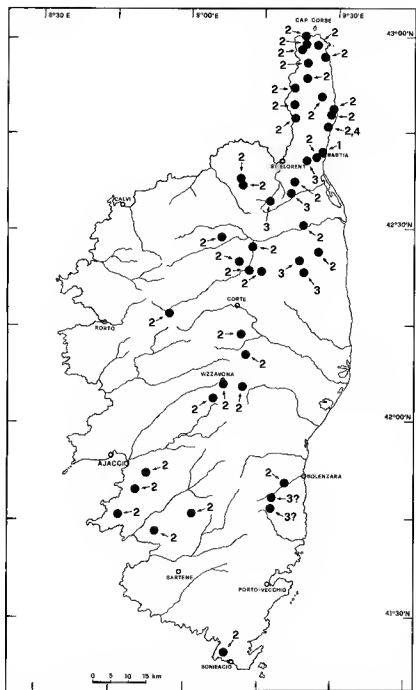 8°30'E 9°00' 9°30'
CAP CORSE
43°00'N
2 2
2 2
2
2
2
2
2 2
2 2
2,4
2 1
BASTIA
ST FLORENT
3
2
2
2
3
3
CALVI
42°30'
2
2
2
2
2
3
2 2
3
CORTE
PORTO
2
2
2
VIZZAVONA
2
2
2
42°00'
AJACCIO
2
2
2
2
2
2
SOLENZARA
3?
3?
SARTENE
PORTO-VECCHIO
41°30'
2
BONIFACIO
0 5 10 15 km